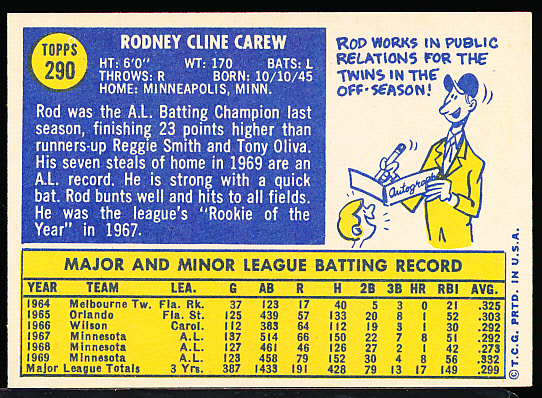 TOPPS
290
RODNEY CLINE CAREW
HT: 6'0" WT: 170 BATS: L
THROWS: R BORN: 10/10/45
HOME: MINNEAPOLIS, MINN.
Rod was the A.L. Batting Champion last
season, finishing 23 points higher than
runners-up Reggie Smith and Tony Oliva.
His seven steals of home in 1969 are an
A.L. record. He is strong with a quick
bat. Rod bunts well and hits to all fields.
He was the league's "Rookie of the
Year" in 1967.
ROD WORKS IN PUBLIC
RELATIONS FOR THE
TWINS IN THE
OFF-SEASON!
Autographs
MAJOR AND MINOR LEAGUE BATTING RECORD
YEAR TEAM LEA. G AB R H 2B 3B HR RBI AVG.
1964 Melbourne Tw. Fla. Rk. 37 123 17 40 5 3 0 21 .325
1965 Orlando Fla. St. 125 439 57 133 20 8 1 52 .303
1966 Wilson Carol. 112 383 64 112 19 3 1 30 .292
1967 Minnesota A.L. 137 514 66 150 22 7 8 51 .292
1968 Minnesota A.L. 127 461 46 126 27 2 1 42 .273
1969 Minnesota A.L. 123 458 79 152 30 4 8 56 .332
Major League Totals 3 Yrs. 387 1433 191 428 79 13 17 149 .299
© T.C.G. PRTD. IN U.S.A.